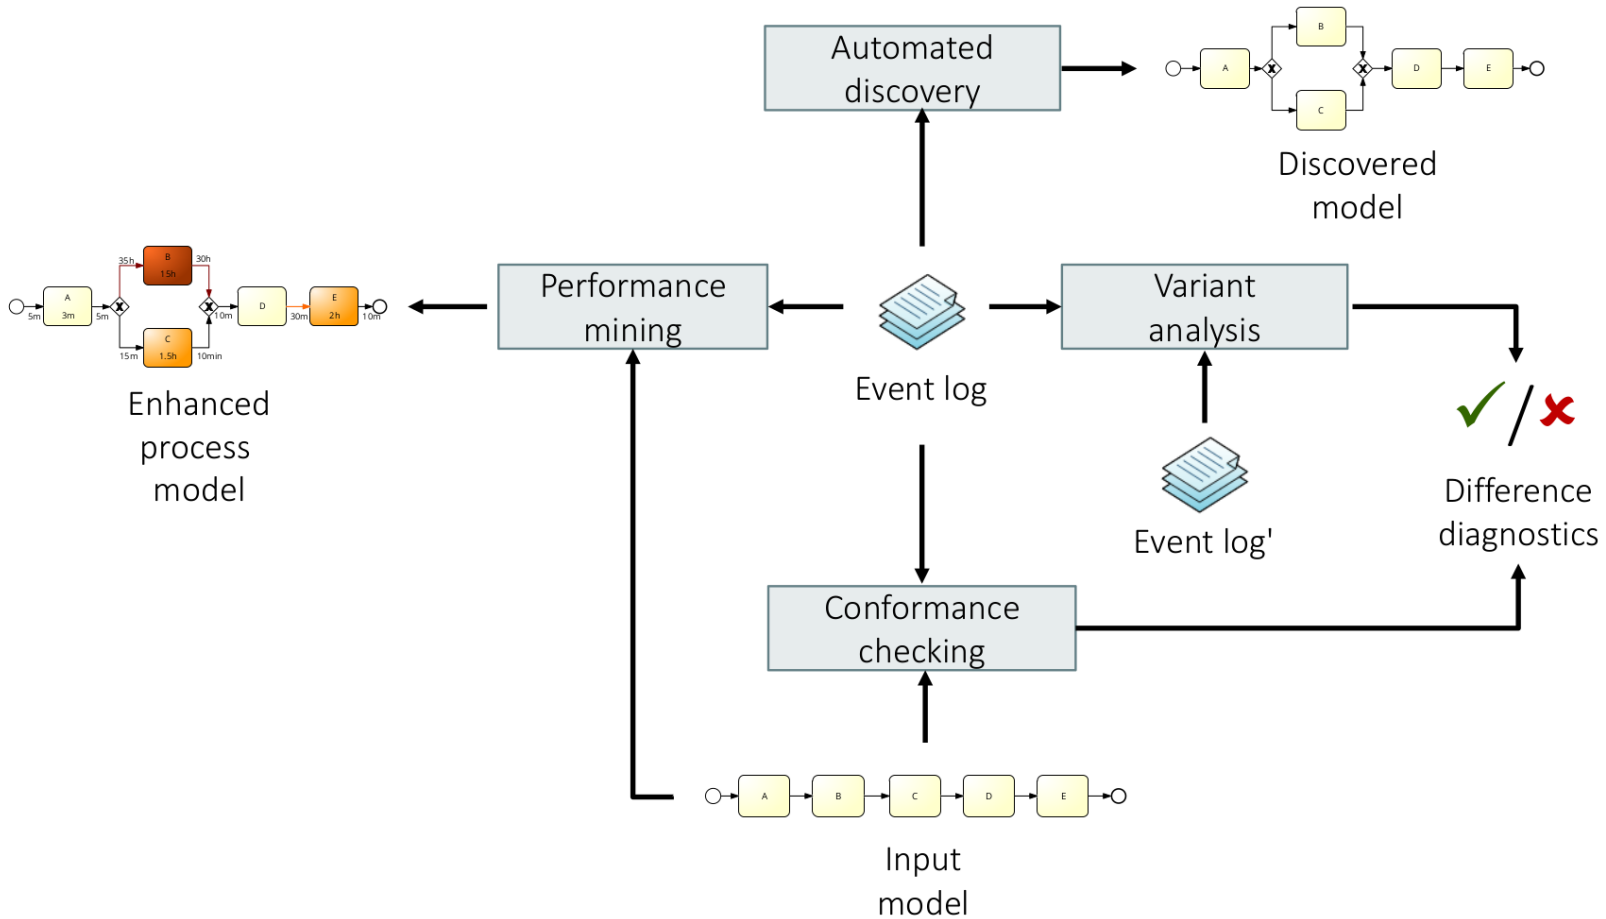 Automated
discovery
A
B
C
D
E
Discovered
model
Performance
mining
Event log
Variant
analysis
5m
A
3m
5m
35h
B
15h
30h
15m
C
1.5h
10min
10m
D
30m
E
2h
10m
Enhanced
process
model
Event log'
Difference
diagnostics
Conformance
checking
A
B
C
D
E
Input
model